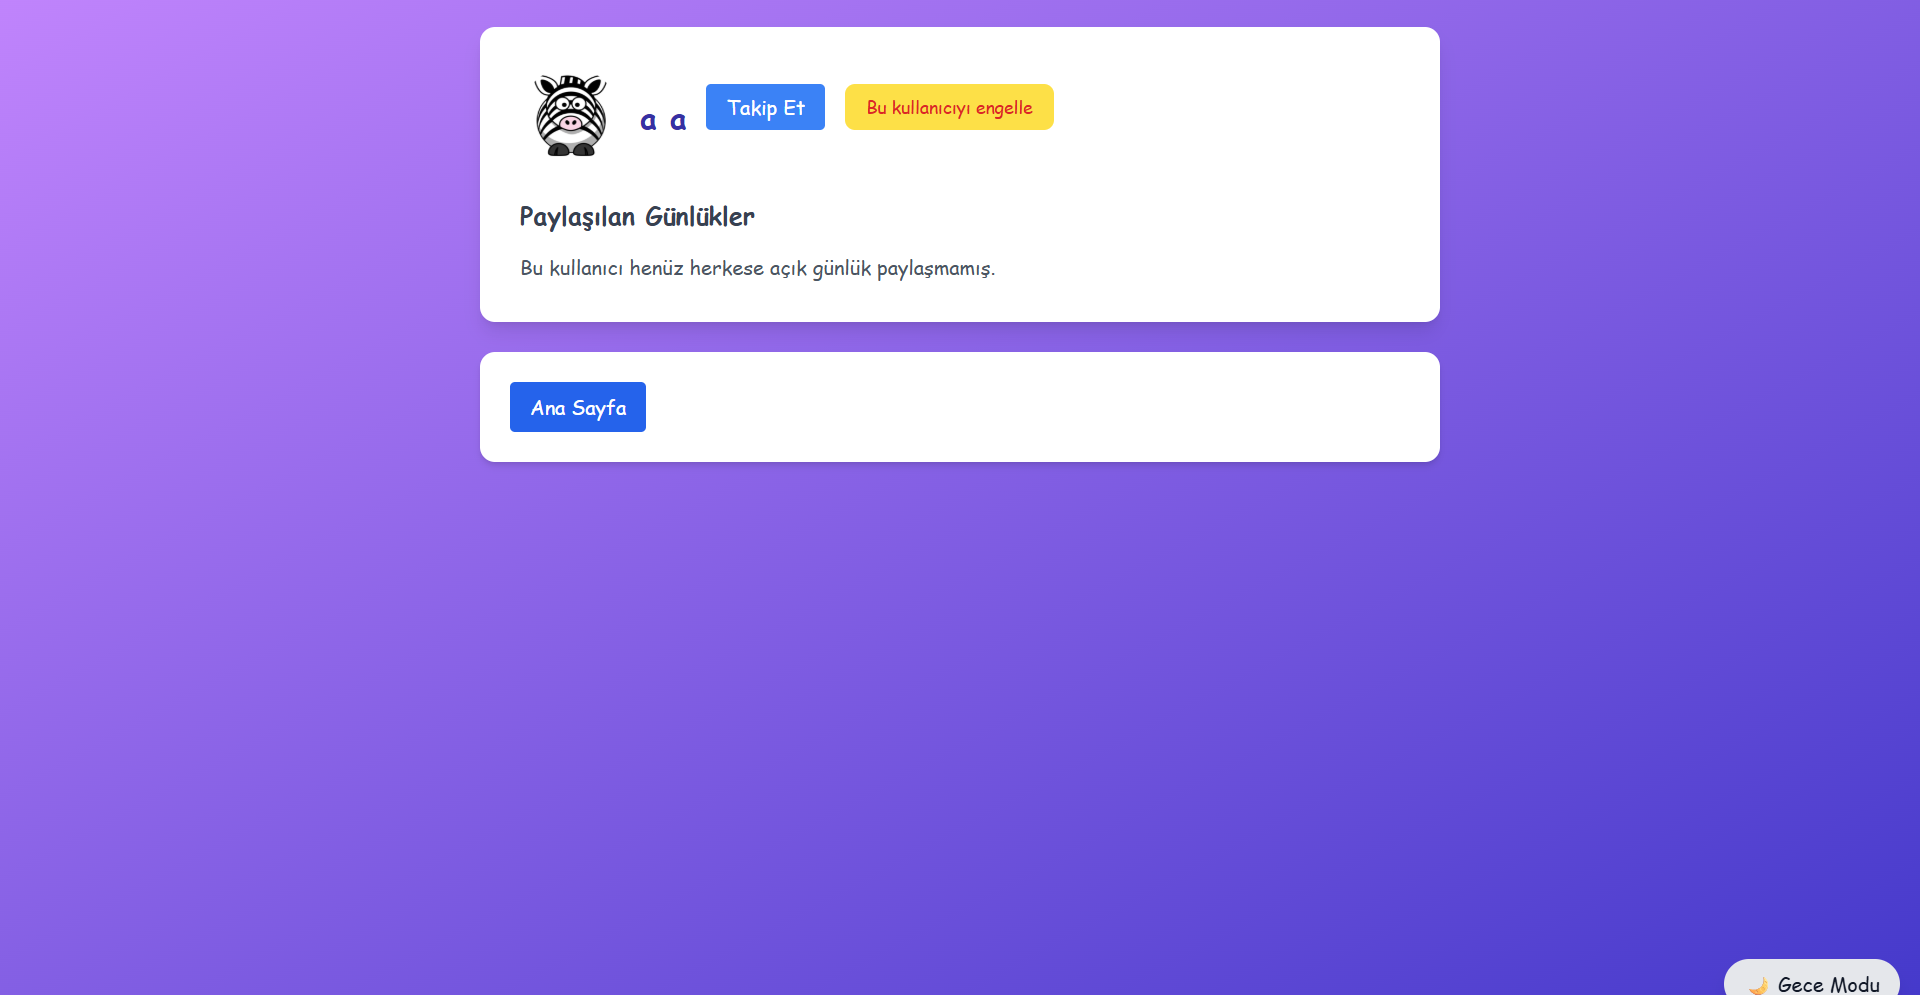 a a
Takip Et
Bu kullanıcıyı engelle
Paylaşılan Günlükler
Bu kullanıcı henüz herkese açık günlük paylaşmamış.
Ana Sayfa
🌙 Gece Modu